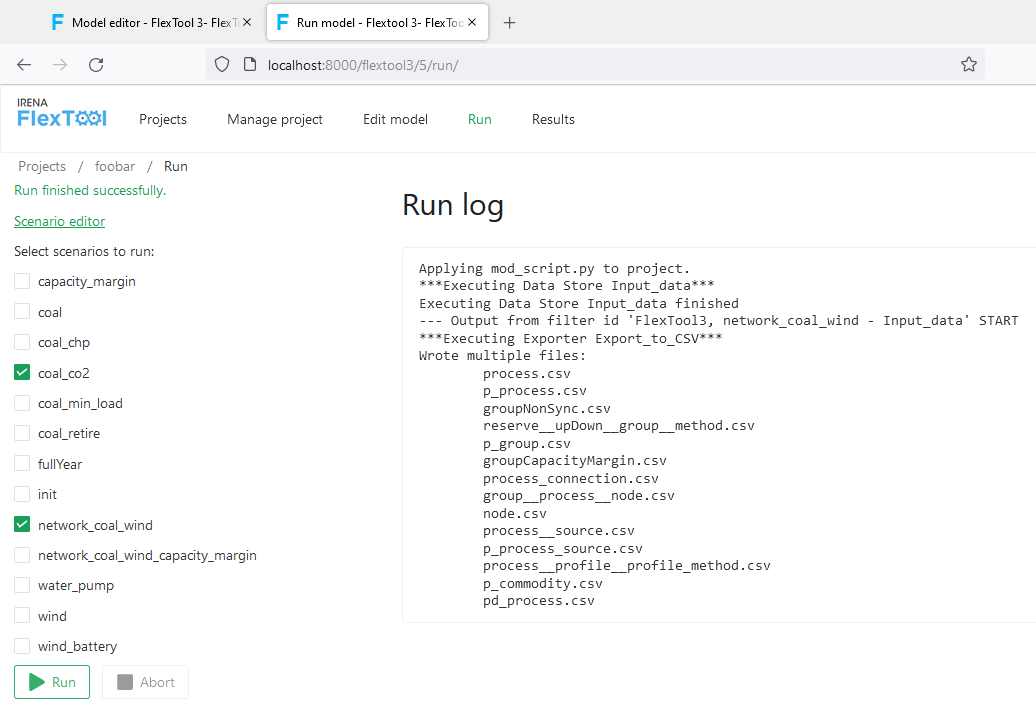 Model editor - FlexTool 3- FlexT
Run model - Flextool 3- FlexToo
localhost:8000/flextool3/5/run/
IRENA
FlexTool
Projects
Manage project
Edit model
Run
Results
Projects / foobar / Run
Run finished successfully.
Scenario editor
Select scenarios to run:
capacity_margin
coal
coal_chp
coal_co2
coal_min_load
coal_retire
fullYear
init
network_coal_wind
network_coal_wind_capacity_margin
water_pump
wind
wind_battery
Run
Abort
Run log
Applying mod_script.py to project.
***Executing Data Store Input_data***
Executing Data Store Input_data finished
--- Output from filter id 'FlexTool3, network_coal_wind - Input_data' START
***Executing Exporter Export_to_CSV***
Wrote multiple files:
process.csv
p_process.csv
groupNonSync.csv
reserve__upDown__group__method.csv
p_group.csv
groupCapacityMargin.csv
process_connection.csv
group__process__node.csv
node.csv
process__source.csv
p_process_source.csv
process__profile__profile_method.csv
p_commodity.csv
pd_process.csv